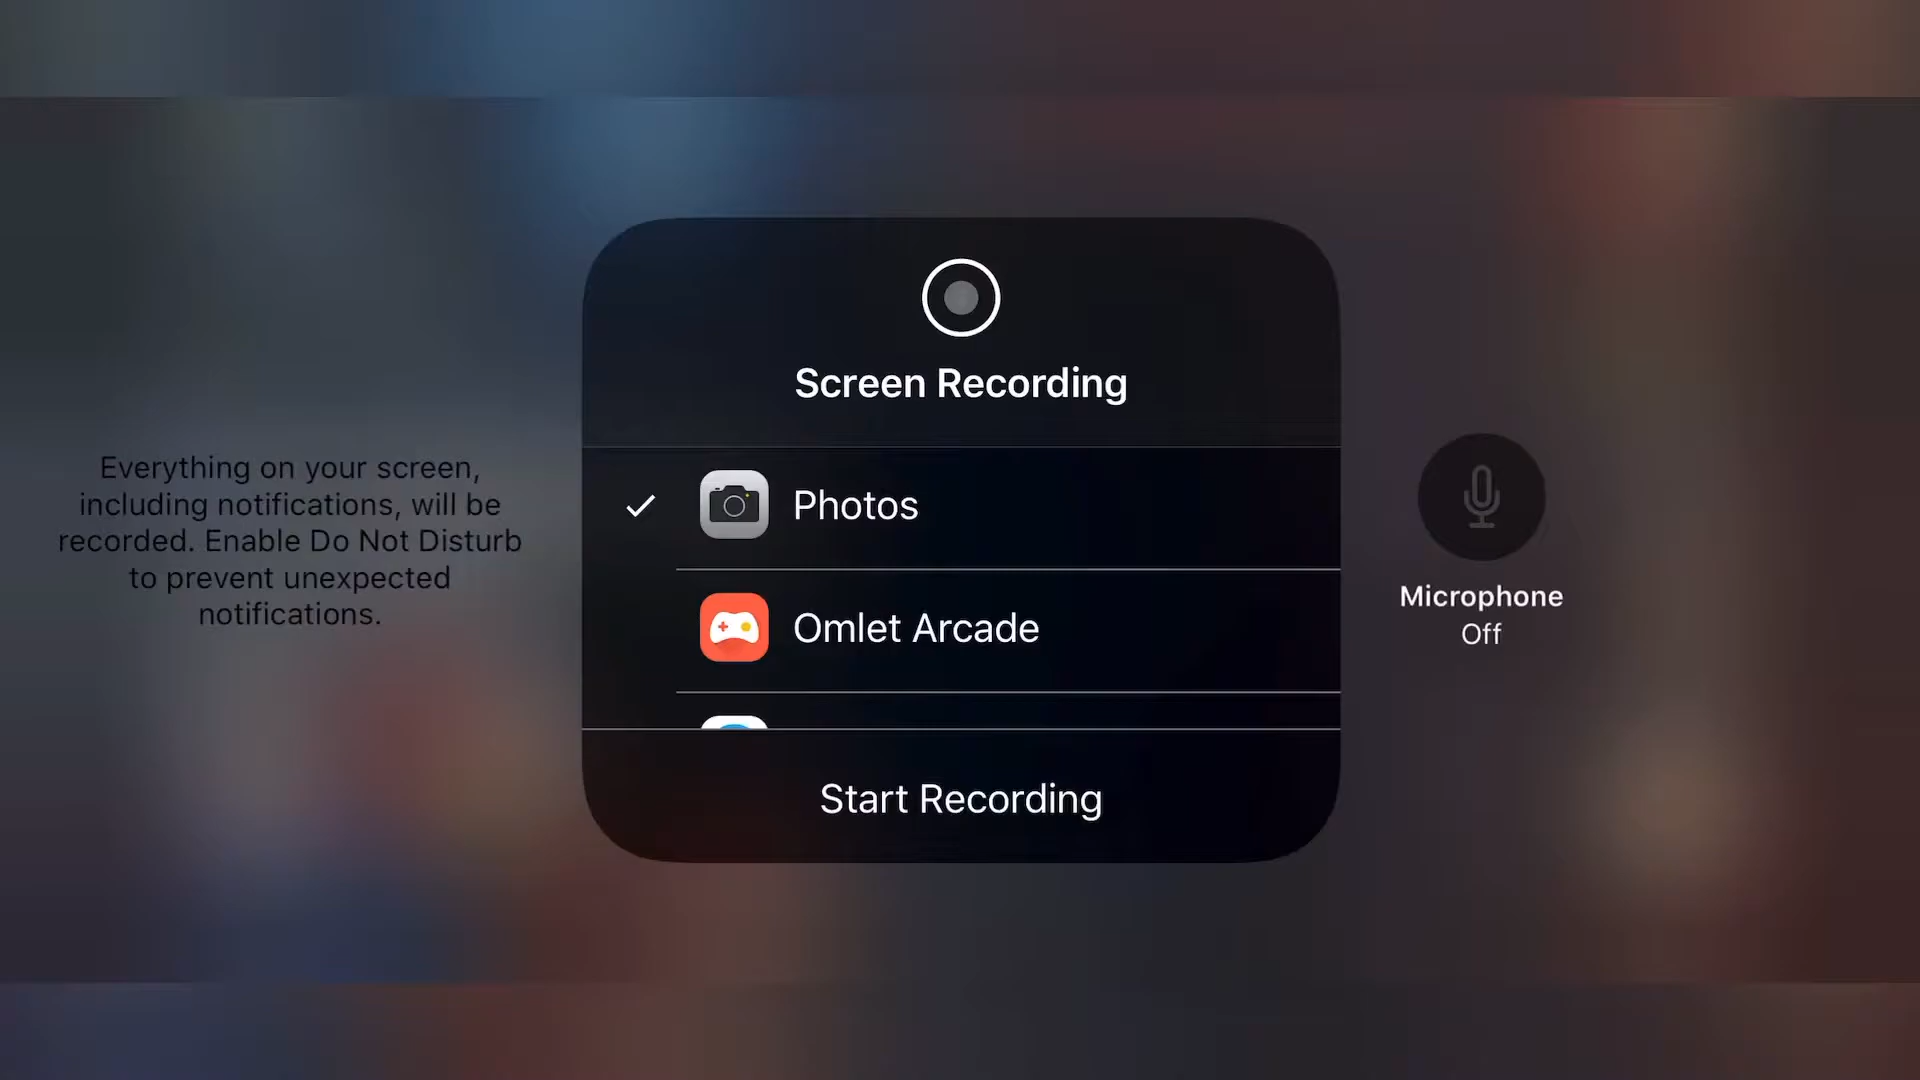 Everything on your screen,
including notifications, will be
recorded. Enable Do Not Disturb
to prevent unexpected
notifications.
Screen Recording
Photos
Omlet Arcade
Start Recording
Microphone
Off